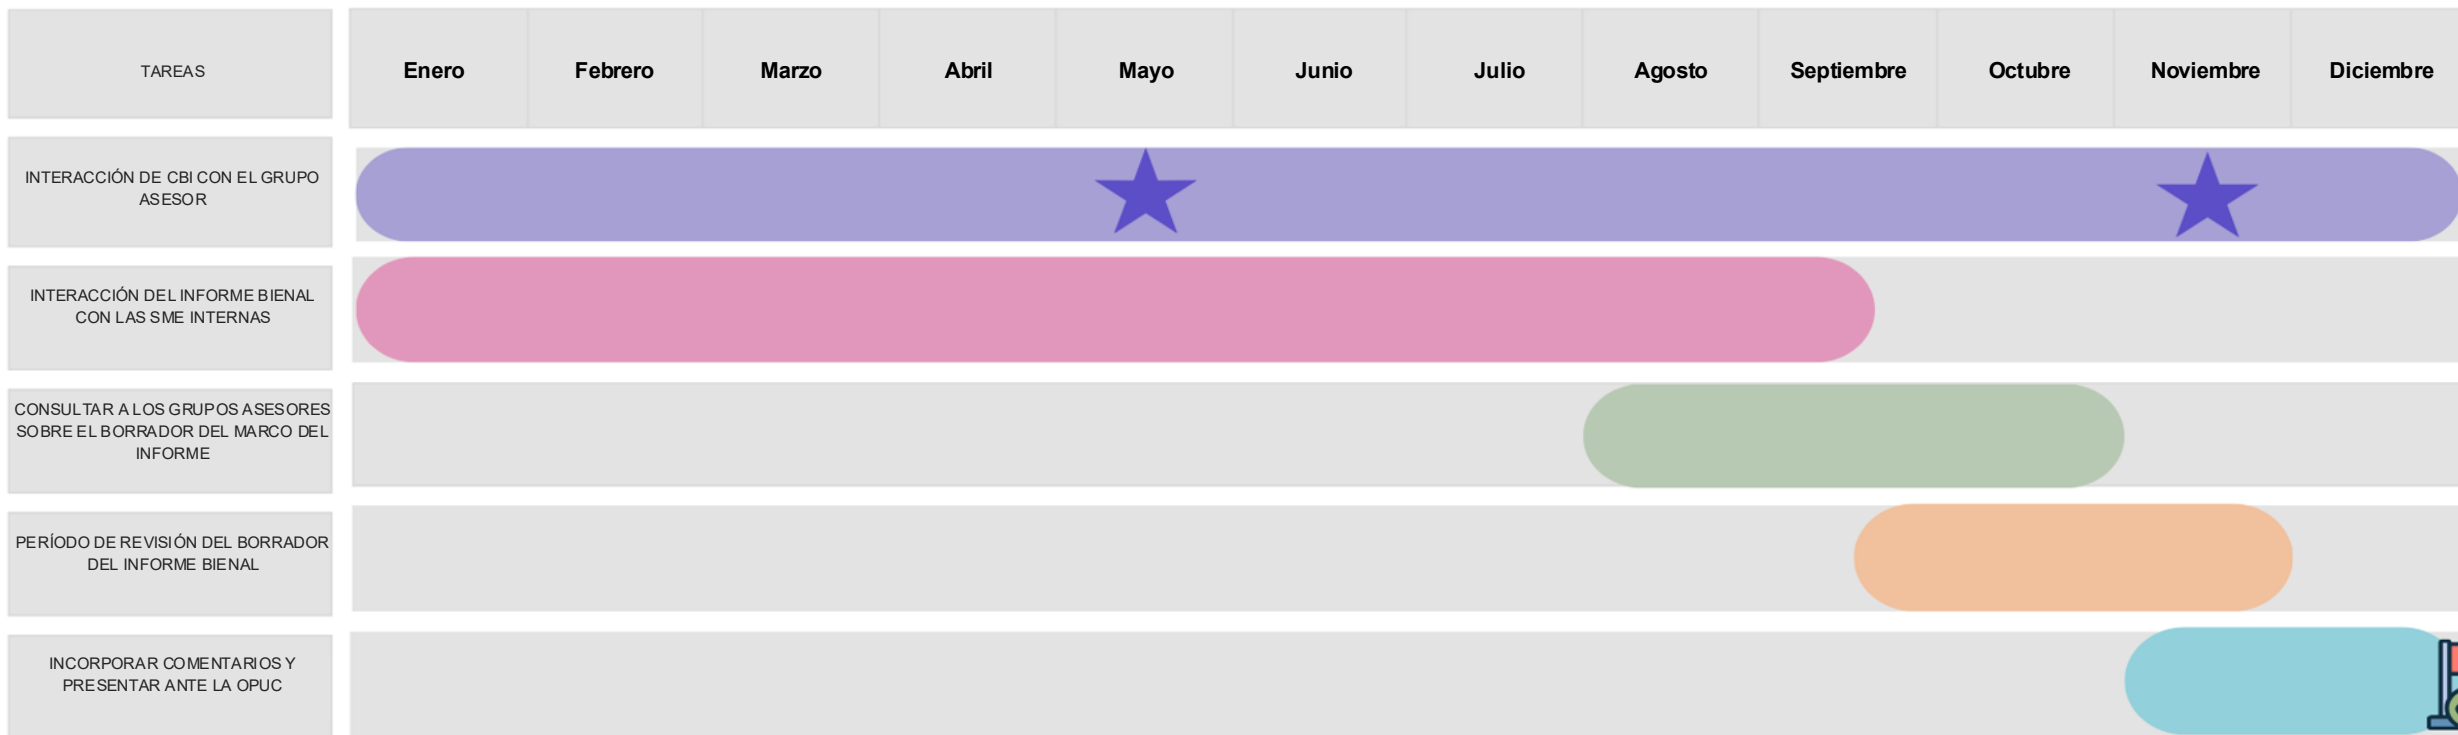 TAREAS
Enero
Febrero
Marzo
Abril
Mayo
Junio
Julio
Agosto
Septiembre
Octubre
Noviembre
Diciembre
INTERACCIÓN DE CBI CON EL GRUPO
ASESOR
INTERACCIÓN DEL INFORME BIENAL
CON LAS SME INTERNAS
CONSULTAR A LOS GRUPOS ASESORES
SOBRE EL BORRADOR DEL MARCO DEL
INFORME
PERÍODO DE REVISIÓN DEL BORRADOR
DEL INFORME BIENAL
INCORPORAR COMENTARIOS Y
PRESENTAR ANTE LA OPUC